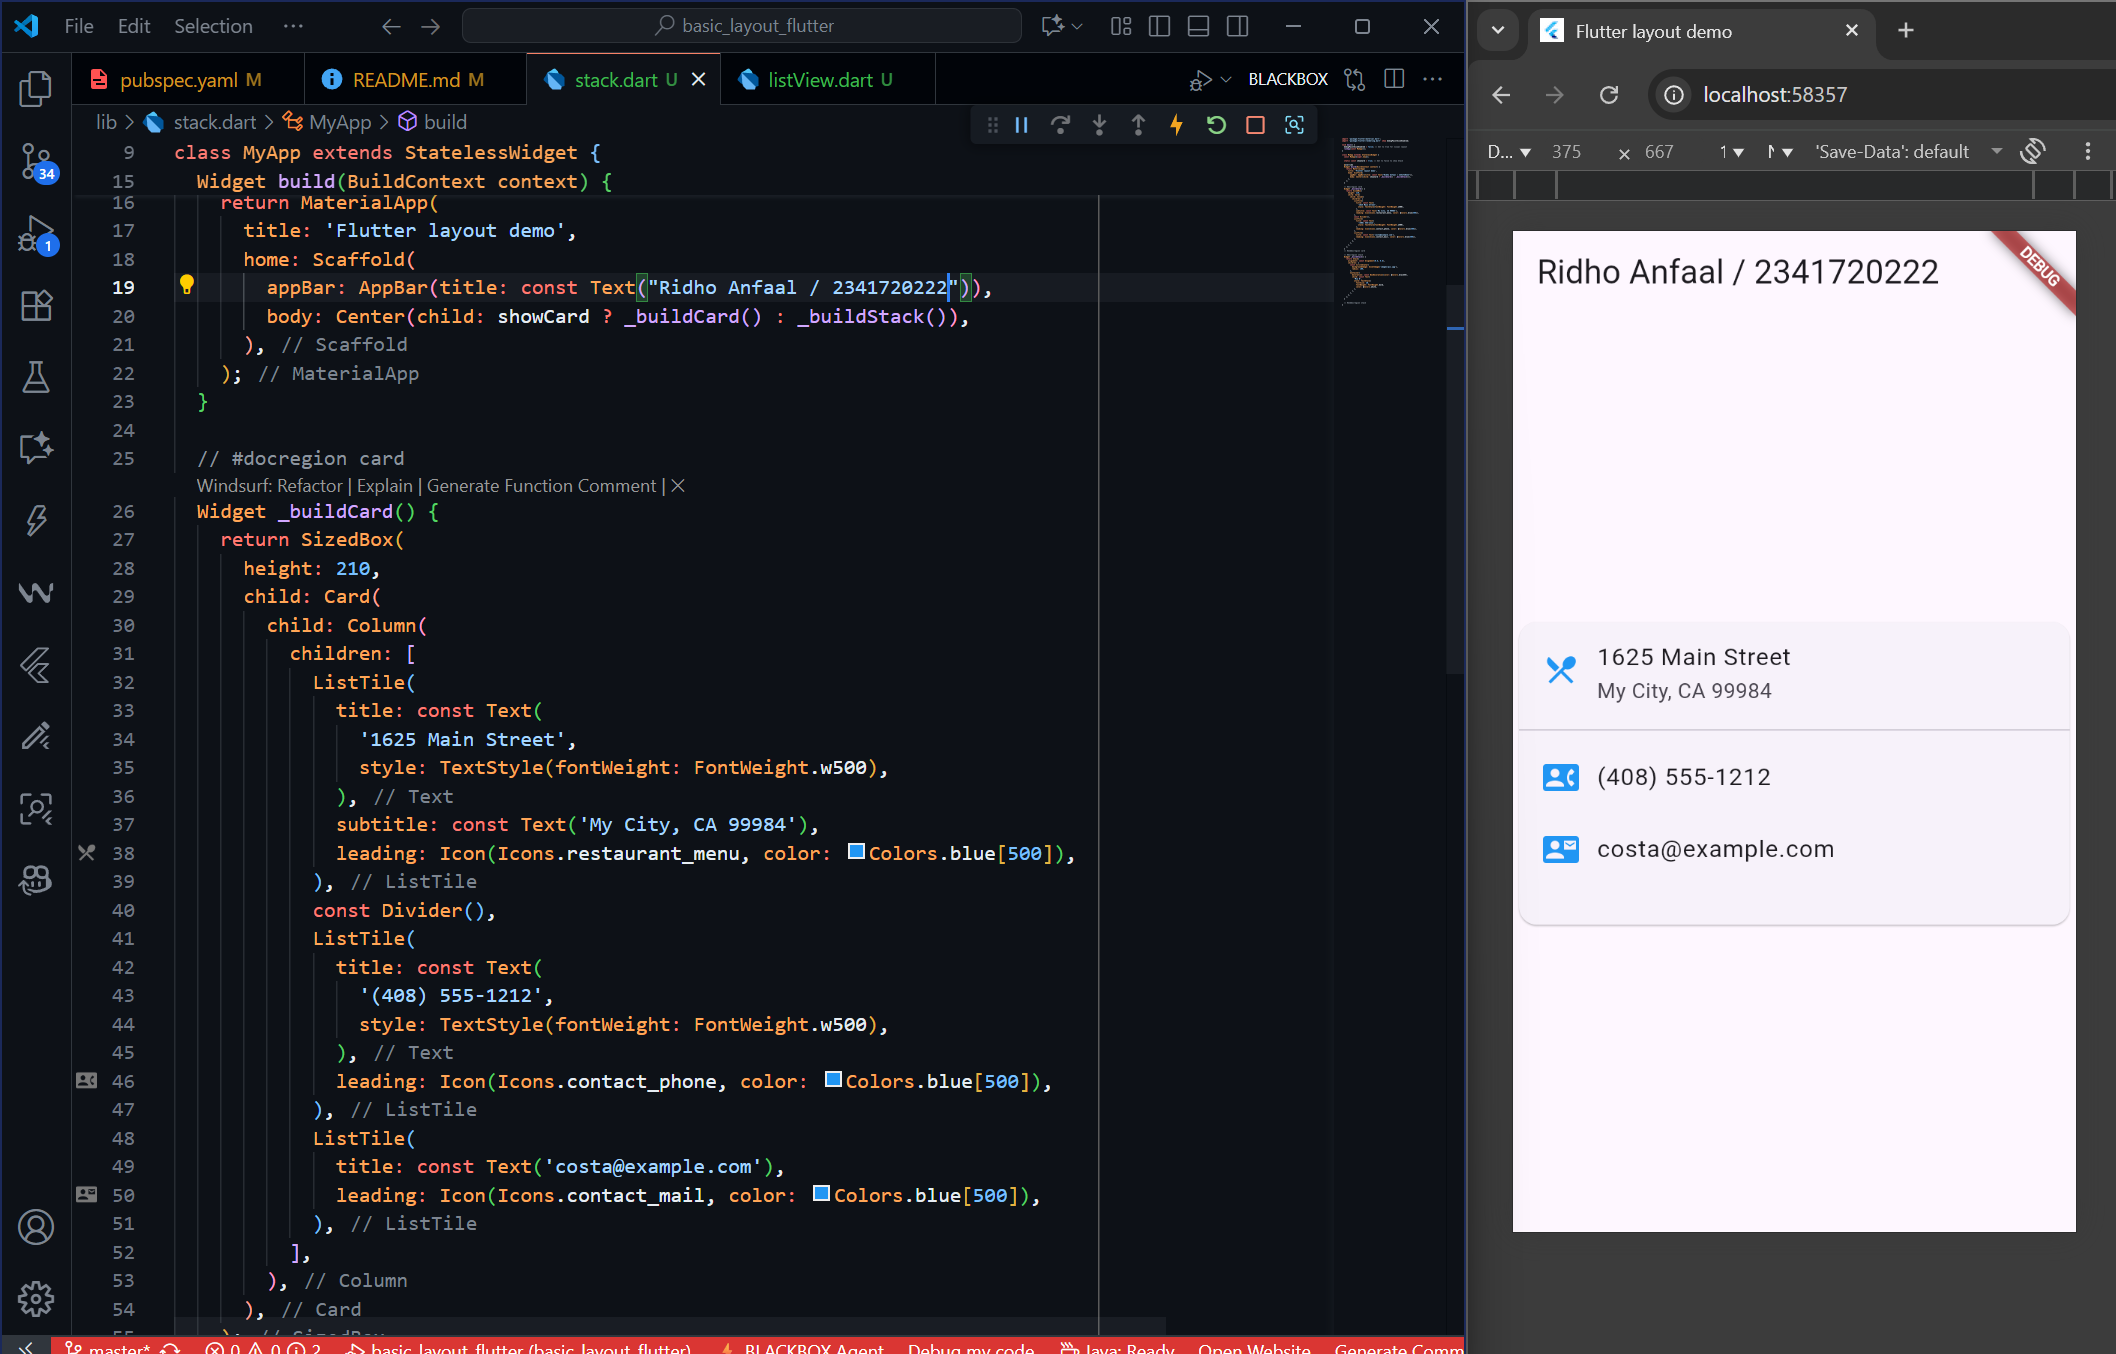 File Edit Selection ··· basic_layout_flutter
pubspec.yaml M README.md M stack.dart U listView.dart U BLACKBOX
lib > stack.dart > MyApp > build
9 class MyApp extends StatelessWidget {
15 Widget build(BuildContext context) {
16 return MaterialApp(
17 title: 'Flutter layout demo',
18 home: Scaffold(
19 appBar: AppBar(title: const Text("Ridho Anfaal / 2341720222")),
20 body: Center(child: showCard ? _buildCard() : _buildStack()),
21 ), // Scaffold
22 ); // MaterialApp
23 }
24
25 // #docregion card
Windsurf: Refactor | Explain | Generate Function Comment | ×
26 Widget _buildCard() {
27 return SizedBox(
28 height: 210,
29 child: Card(
30 child: Column(
31 children: [
32 ListTile(
33 title: const Text(
34 '1625 Main Street',
35 style: TextStyle(fontWeight: FontWeight.w500),
36 ), // Text
37 subtitle: const Text('My City, CA 99984'),
38 leading: Icon(Icons.restaurant_menu, color: Colors.blue[500]),
39 ), // ListTile
40 const Divider(),
41 ListTile(
42 title: const Text(
43 '(408) 555-1212',
44 style: TextStyle(fontWeight: FontWeight.w500),
45 ), // Text
46 leading: Icon(Icons.contact_phone, color: Colors.blue[500]),
47 ), // ListTile
48 ListTile(
49 title: const Text('costa@example.com'),
50 leading: Icon(Icons.contact_mail, color: Colors.blue[500]),
51 ), // ListTile
52 ],
53 ), // Column
54 ), // Card
55 ); // SizedBox
34
1
master* 0 0 2 basic_layout_flutter (basic_layout_flutter) BLACKBOX Agent Debug my code Java: Ready Open Website Generate Comm
Flutter layout demo
localhost:58357
D... 375 × 667 1 'Save-Data': default
Ridho Anfaal / 2341720222
DEBUG
1625 Main Street
My City, CA 99984
(408) 555-1212
costa@example.com